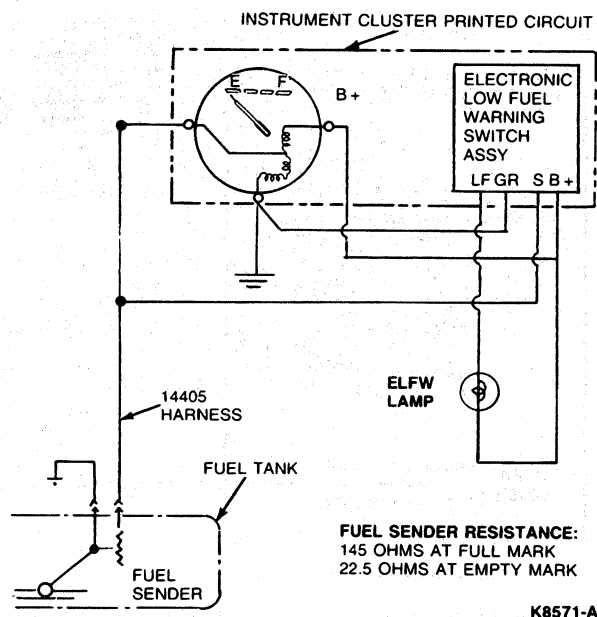 INSTRUMENT CLUSTER PRINTED CIRCUIT
E F
B +
ELECTRONIC
LOW FUEL
WARNING
SWITCH
ASSY
LF GR S B +
ELFW
LAMP
14405
HARNESS
FUEL TANK
FUEL
SENDER
FUEL SENDER RESISTANCE:
145 OHMS AT FULL MARK
22.5 OHMS AT EMPTY MARK
K8571-A